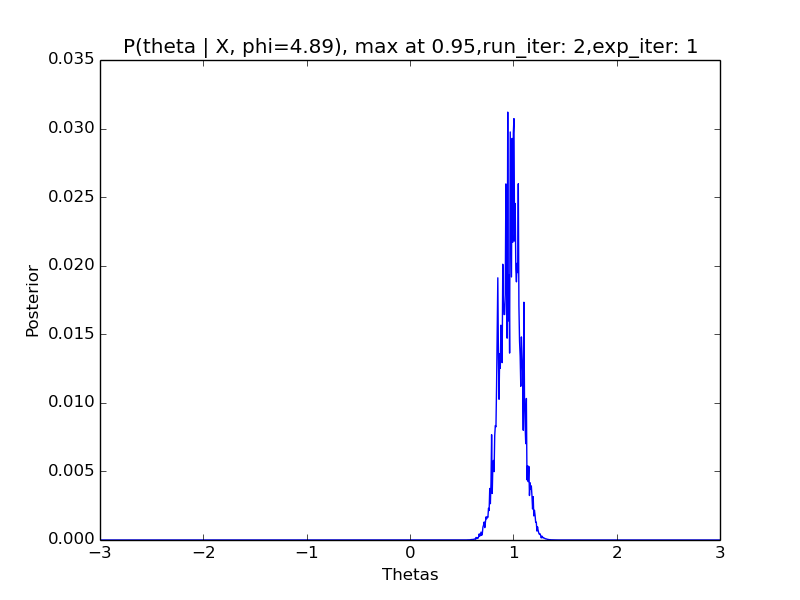 P(theta | X, phi=4.89), max at 0.95,run_iter: 2,exp_iter: 1
0.035
0.030
0.025
0.020
0.015
0.010
0.005
0.000
Posterior
−3 −2 −1 0 1 2 3
Thetas